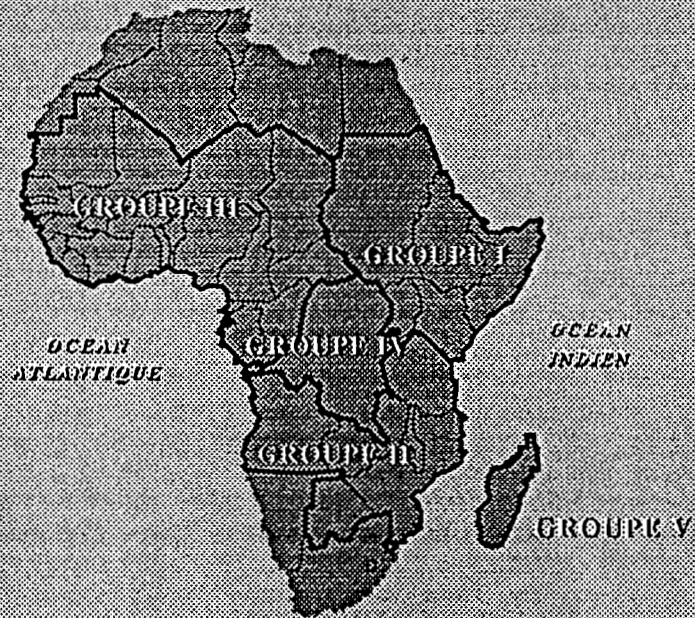 GROUPE III
GROUPE I
OCEAN
ATLANTIQUE
GROUPE IV
OCEAN
INDIEN
GROUPE II
GROUPE V